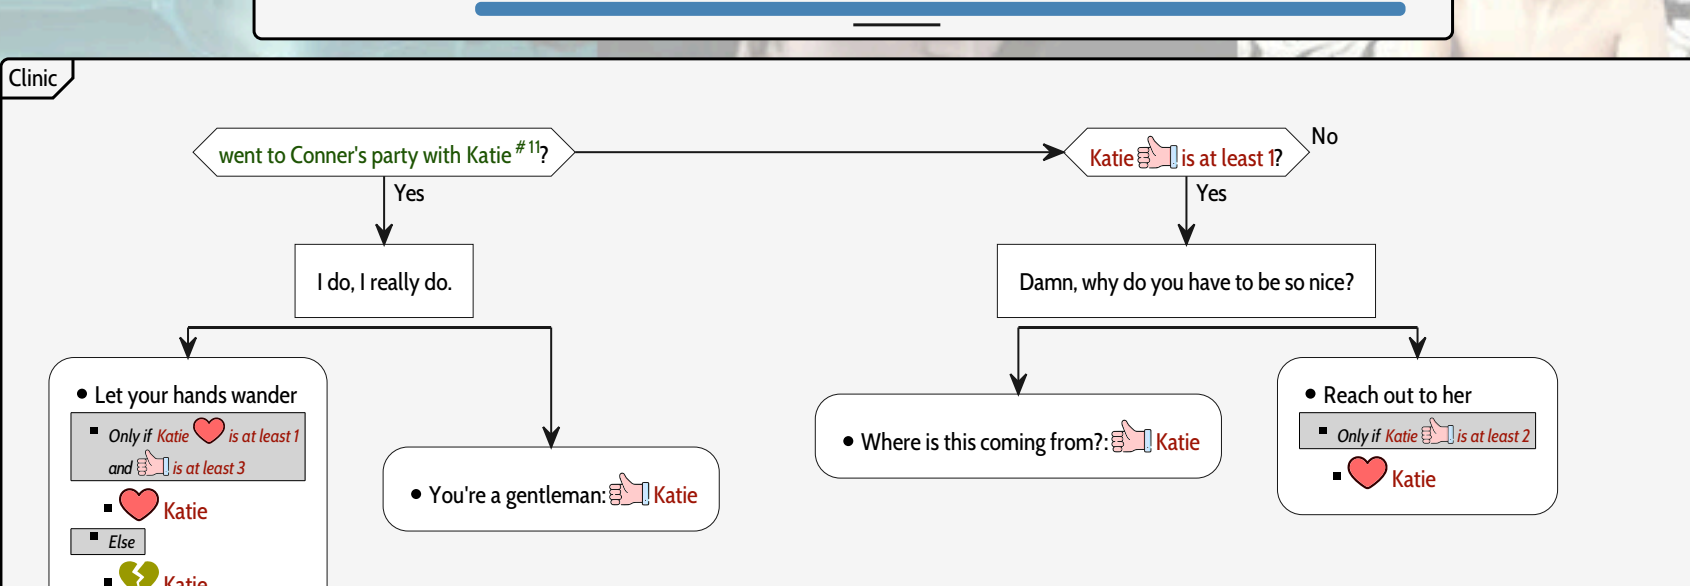 Clinic
went to Conner's party with Katie #11?
Yes
Katie is at least 1?
No
Yes
I do, I really do.
Damn, why do you have to be so nice?
• Let your hands wander
▪ Only if Katie is at least 1
and is at least 3
▪ Katie
▪ Else
▪ Katie
• You're a gentleman: Katie
• Where is this coming from?: Katie
• Reach out to her
▪ Only if Katie is at least 2
▪ Katie